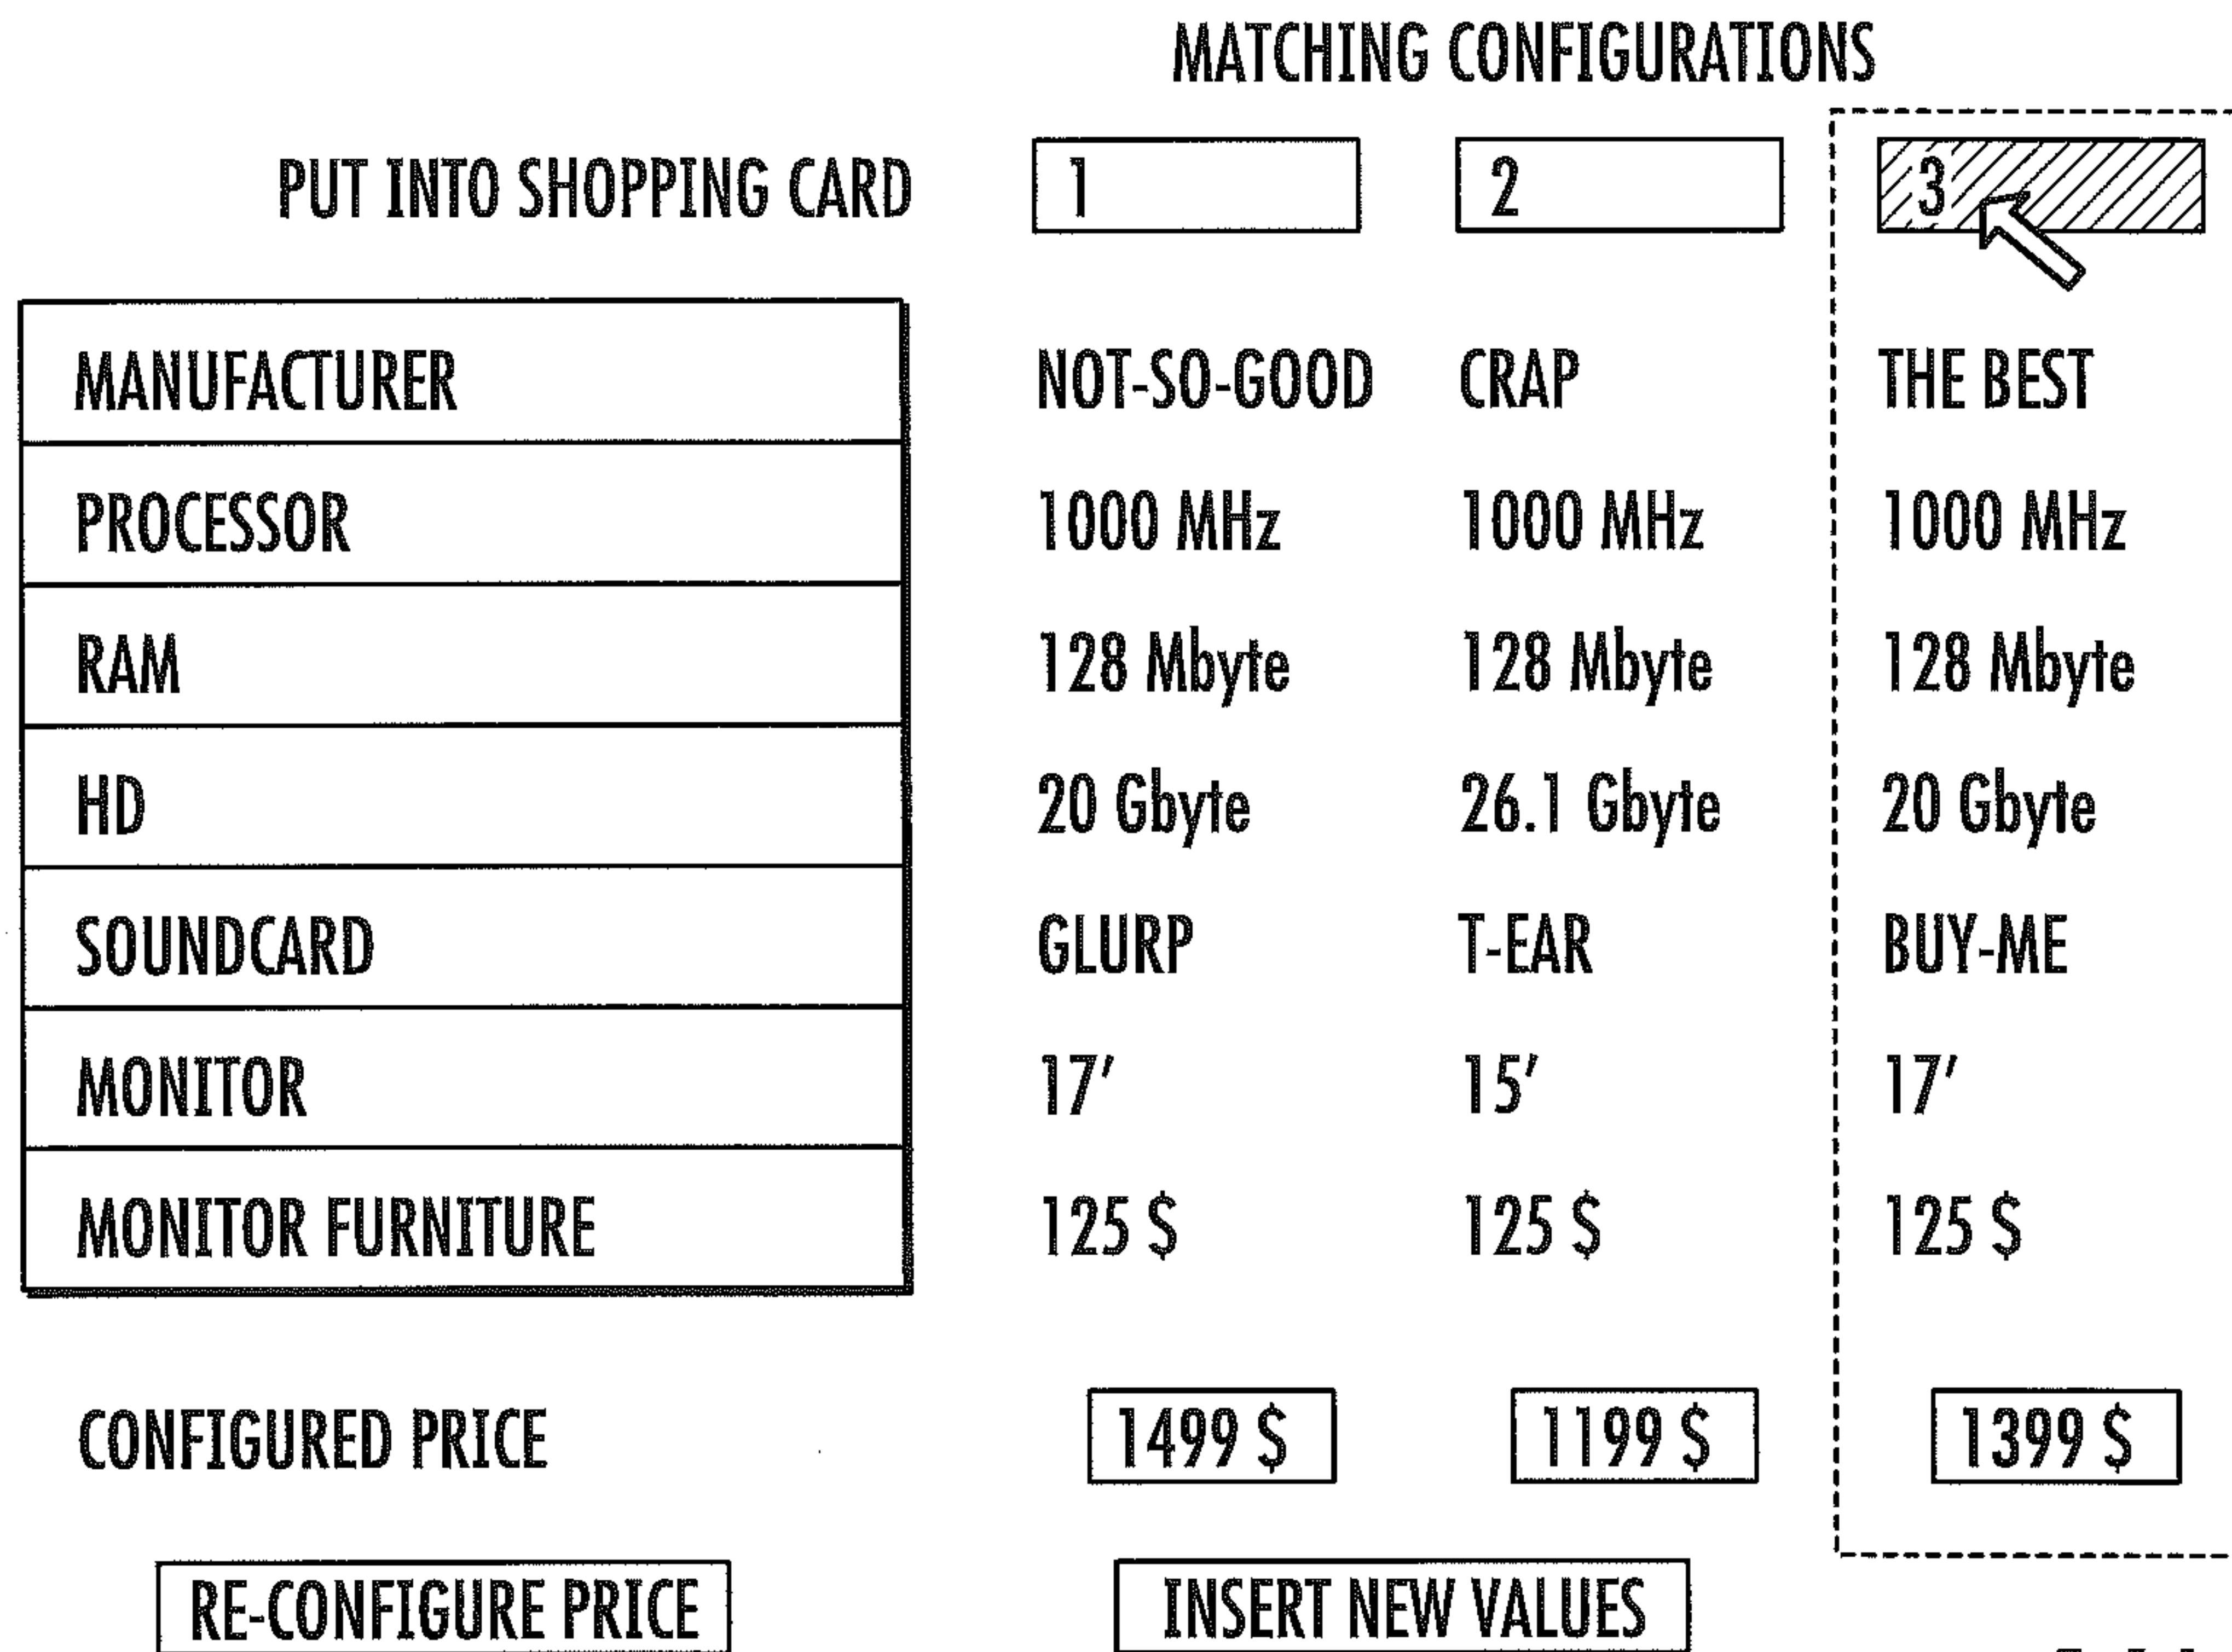 MATCHING CONFIGURATIONS
PUT INTO SHOPPING CARD 1 2 3
MANUFACTURER NOT-SO-GOOD CRAP THE BEST
PROCESSOR 1000 MHz 1000 MHz 1000 MHz
RAM 128 Mbyte 128 Mbyte 128 Mbyte
HD 20 Gbyte 26.1 Gbyte 20 Gbyte
SOUNDCARD GLURP T-EAR BUY-ME
MONITOR 17' 15' 17'
MONITOR FURNITURE 125 $ 125 $ 125 $
CONFIGURED PRICE 1499 $ 1199 $ 1399 $
RE-CONFIGURE PRICE INSERT NEW VALUES